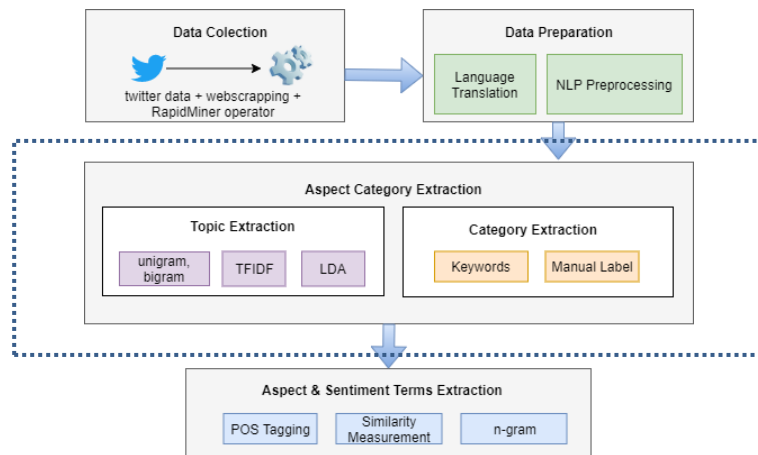 Data Colection
twitter data + webscrapping +
RapidMiner operator
Data Preparation
Language
Translation
NLP Preprocessing
Aspect Category Extraction
Topic Extraction
unigram,
bigram
TFIDF
LDA
Category Extraction
Keywords
Manual Label
Aspect & Sentiment Terms Extraction
POS Tagging
Similarity
Measurement
n-gram